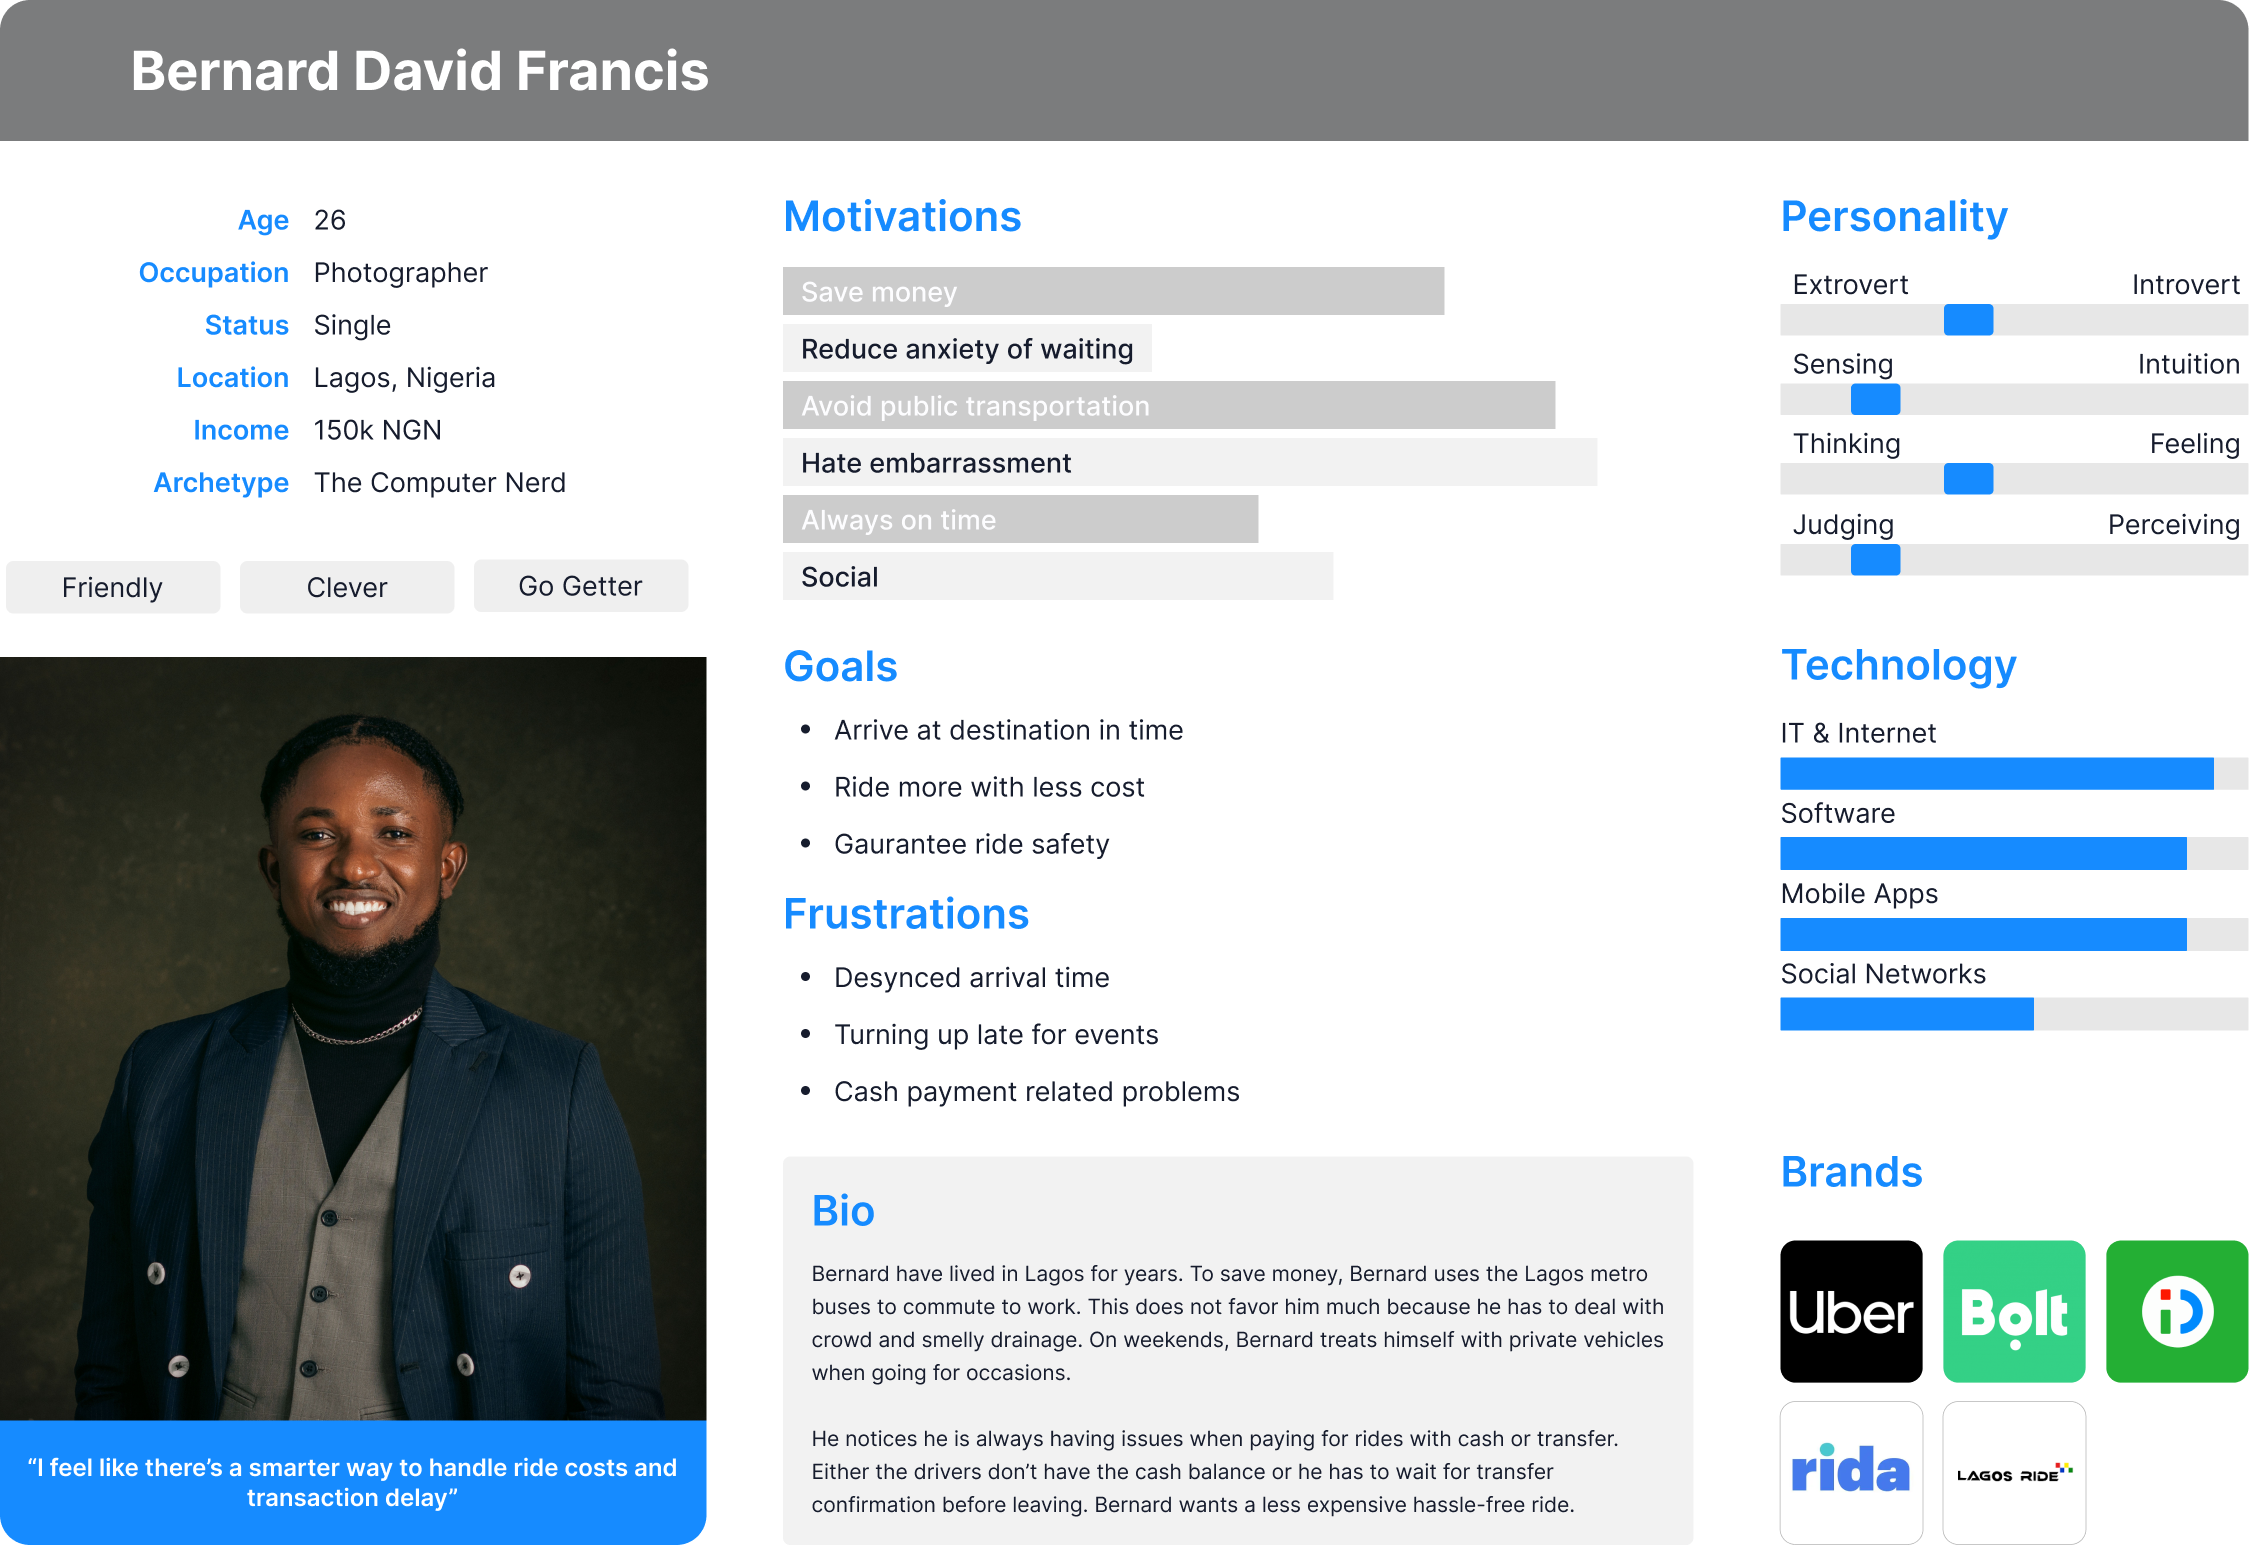 Bernard David Francis
Age 26
Occupation Photographer
Status Single
Location Lagos, Nigeria
Income 150k NGN
Archetype The Computer Nerd
Friendly Clever Go Getter
“I feel like there’s a smarter way to handle ride costs and
transaction delay”
Motivations
Save money
Reduce anxiety of waiting
Avoid public transportation
Hate embarrassment
Always on time
Social
Goals
• Arrive at destination in time
• Ride more with less cost
• Gaurantee ride safety
Frustrations
• Desynced arrival time
• Turning up late for events
• Cash payment related problems
Bio
Bernard have lived in Lagos for years. To save money, Bernard uses the Lagos metro
buses to commute to work. This does not favor him much because he has to deal with
crowd and smelly drainage. On weekends, Bernard treats himself with private vehicles
when going for occasions.
He notices he is always having issues when paying for rides with cash or transfer.
Either the drivers don’t have the cash balance or he has to wait for transfer
confirmation before leaving. Bernard wants a less expensive hassle-free ride.
Personality
Extrovert Introvert
Sensing Intuition
Thinking Feeling
Judging Perceiving
Technology
IT & Internet
Software
Mobile Apps
Social Networks
Brands
Uber Bolt iD
rida LAGOS RIDE